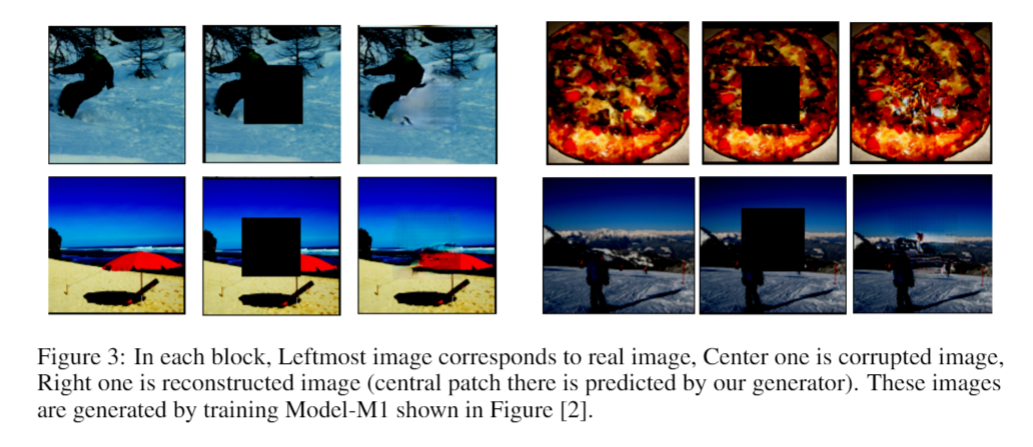 Figure 3: In each block, Leftmost image corresponds to real image, Center one is corrupted image,
Right one is reconstructed image (central patch there is predicted by our generator). These images
are generated by training Model-M1 shown in Figure [2].